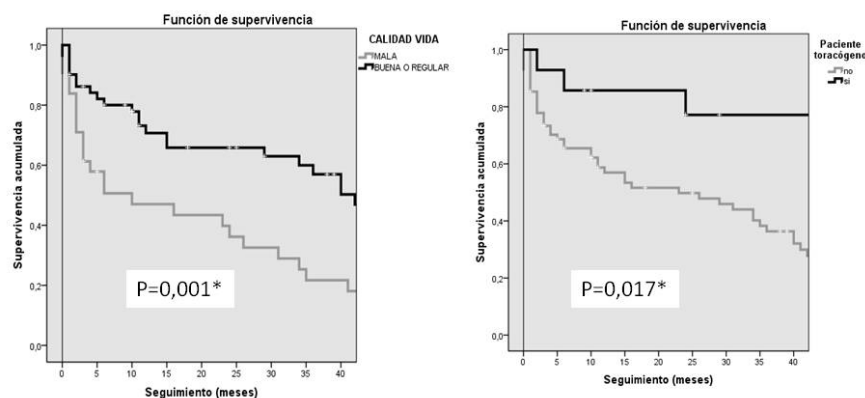 Función de supervivencia
CALIDAD VIDA
MALA
BUENA O REGULAR
Supervivencia acumulada
1,0
0,8
0,6
0,4
0,2
0,0
P=0,001*
0 5 10 15 20 25 30 35 40
Seguimiento (meses)
Función de supervivencia
Paciente
toracógeno
no
si
Supervivencia acumulada
1,0
0,8
0,6
0,4
0,2
0,0
P=0,017*
0 5 10 15 20 25 30 35 40
Seguimiento (meses)